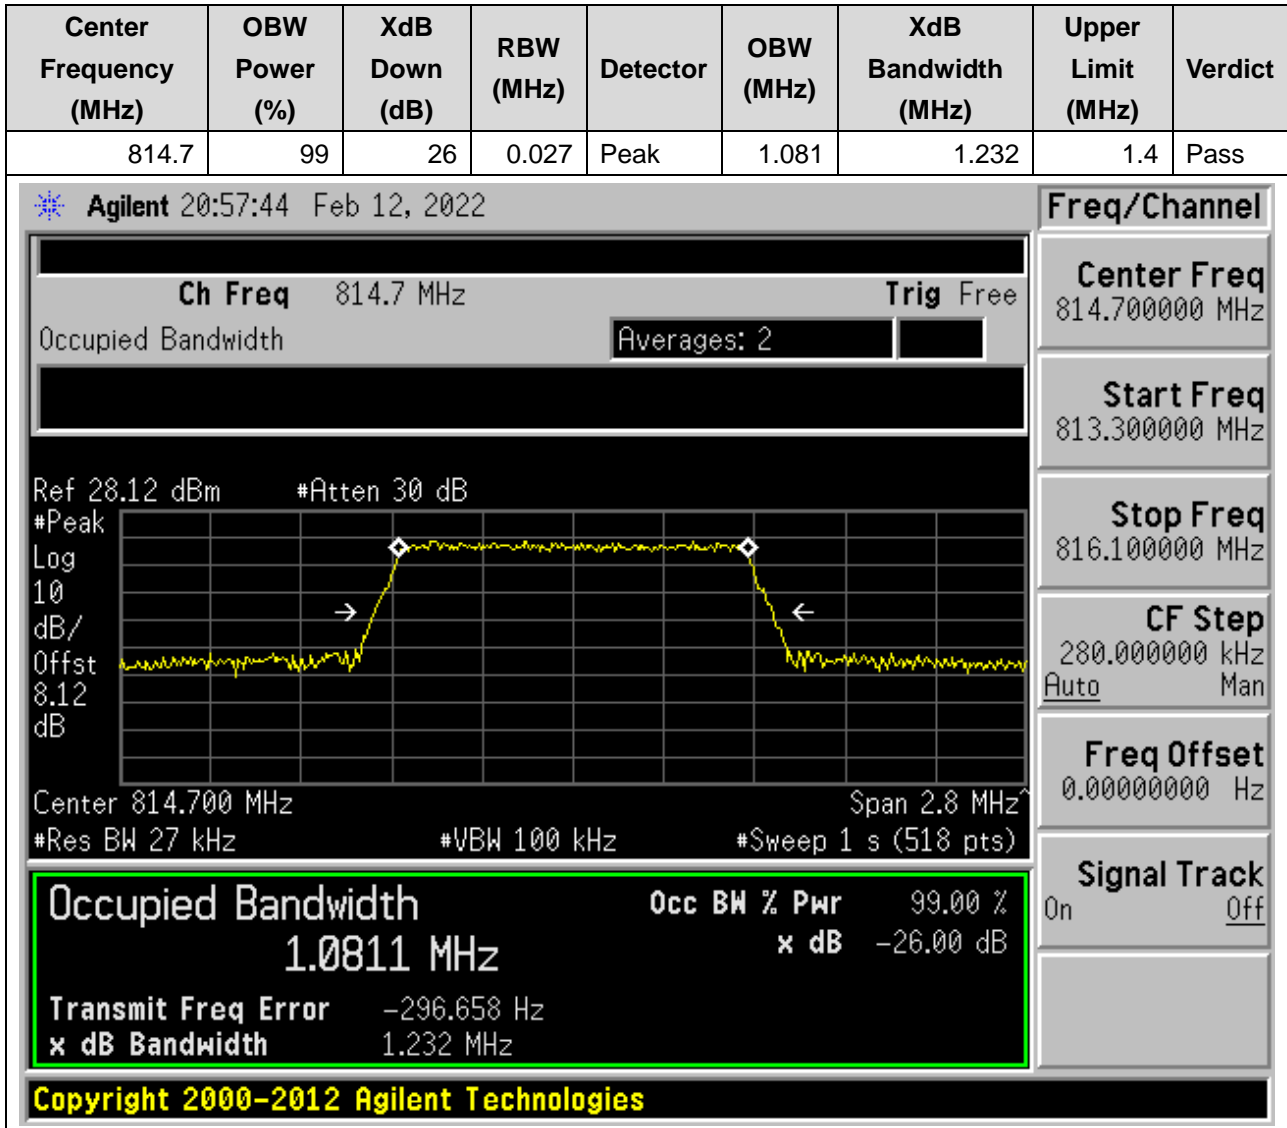 Center Frequency (MHz) OBW Power (%) XdB Down (dB) RBW (MHz) Detector OBW (MHz) XdB Bandwidth (MHz) Upper Limit (MHz) Verdict
814.7 99 26 0.027 Peak 1.081 1.232 1.4 Pass
Agilent 20:57:44 Feb 12, 2022
Ch Freq 814.7 MHz Trig Free
Occupied Bandwidth Averages: 2
Ref 28.12 dBm #Atten 30 dB
#Peak
Log
10
dB/
Offst
8.12
dB
Center 814.700 MHz Span 2.8 MHz^
#Res BW 27 kHz #VBW 100 kHz #Sweep 1 s (518 pts)
Occupied Bandwidth Occ BW % Pwr 99.00 %
1.0811 MHz x dB -26.00 dB
Transmit Freq Error -296.658 Hz
x dB Bandwidth 1.232 MHz
Copyright 2000-2012 Agilent Technologies
Freq/Channel
Center Freq
814.700000 MHz
Start Freq
813.300000 MHz
Stop Freq
816.100000 MHz
CF Step
280.000000 kHz
Auto Man
Freq Offset
0.00000000 Hz
Signal Track
On Off